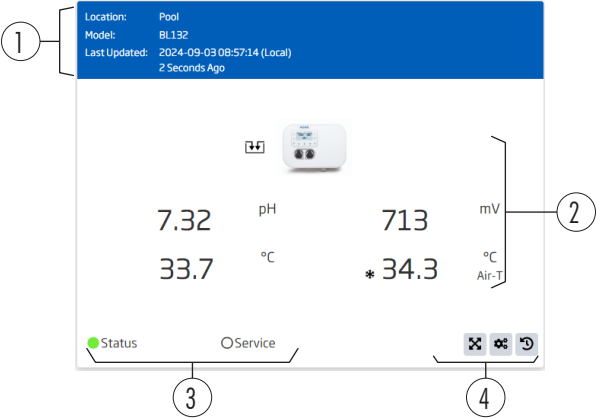 Location: Pool
Model: BL132
Last Updated: 2024-09-03 08:57:14 (Local)
2 Seconds Ago
1
7.32 pH 713 mV
2
33.7 °C * 34.3 °C
Air-T
Status Service
3 4